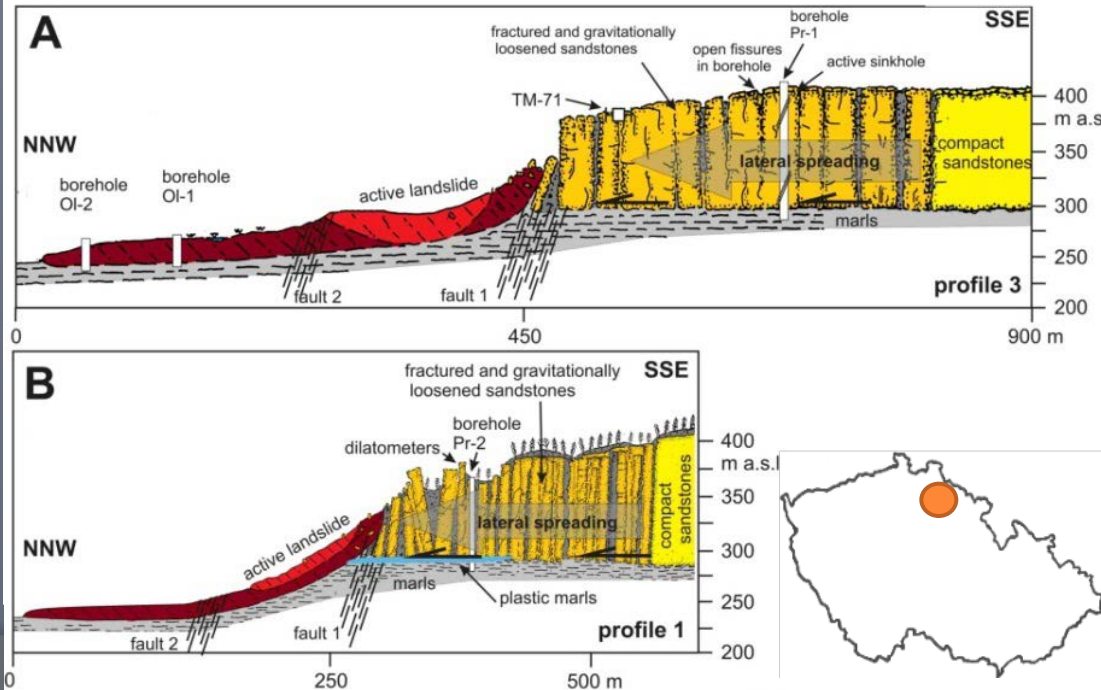 A
SSE
borehole
Pr-1
fractured and gravitationally
loosened sandstones
open fissures
in borehole
active sinkhole
TM-71
400
m a.s.
NNW
350
compact
sandstones
lateral spreading
borehole
Ol-2
borehole
Ol-1
active landslide
300
marls
250
fault 2
fault 1
profile 3
200
0
450
900 m
B
fractured and gravitationally
loosened sandstones
SSE
borehole
Pr-2
dilatometers
400
m a.s.l
compact
sandstones
350
lateral spreading
active landslide
NNW
300
marls
plastic marls
250
fault 2
fault 1
profile 1
200
0
250
500 m